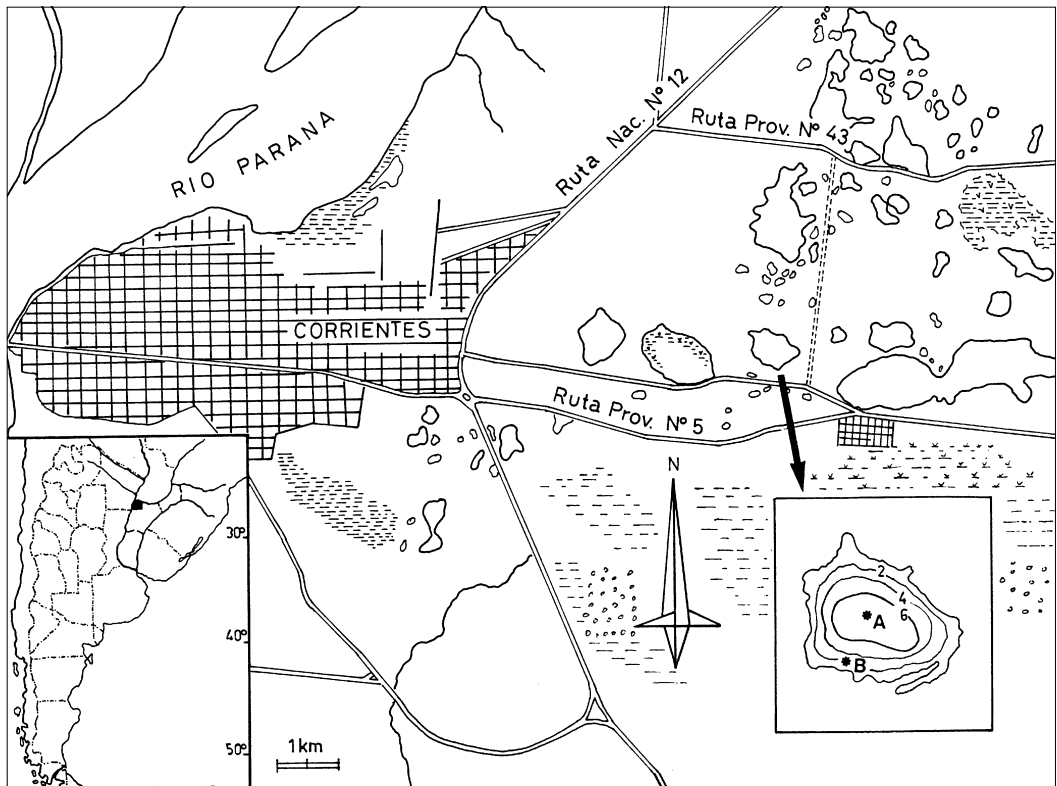 RIO PARANA
Ruta Nac. Nº 12
Ruta Prov. Nº 43
CORRIENTES
Ruta Prov. Nº 5
N
30º
40º
50º
1km
2
4
6
A
B